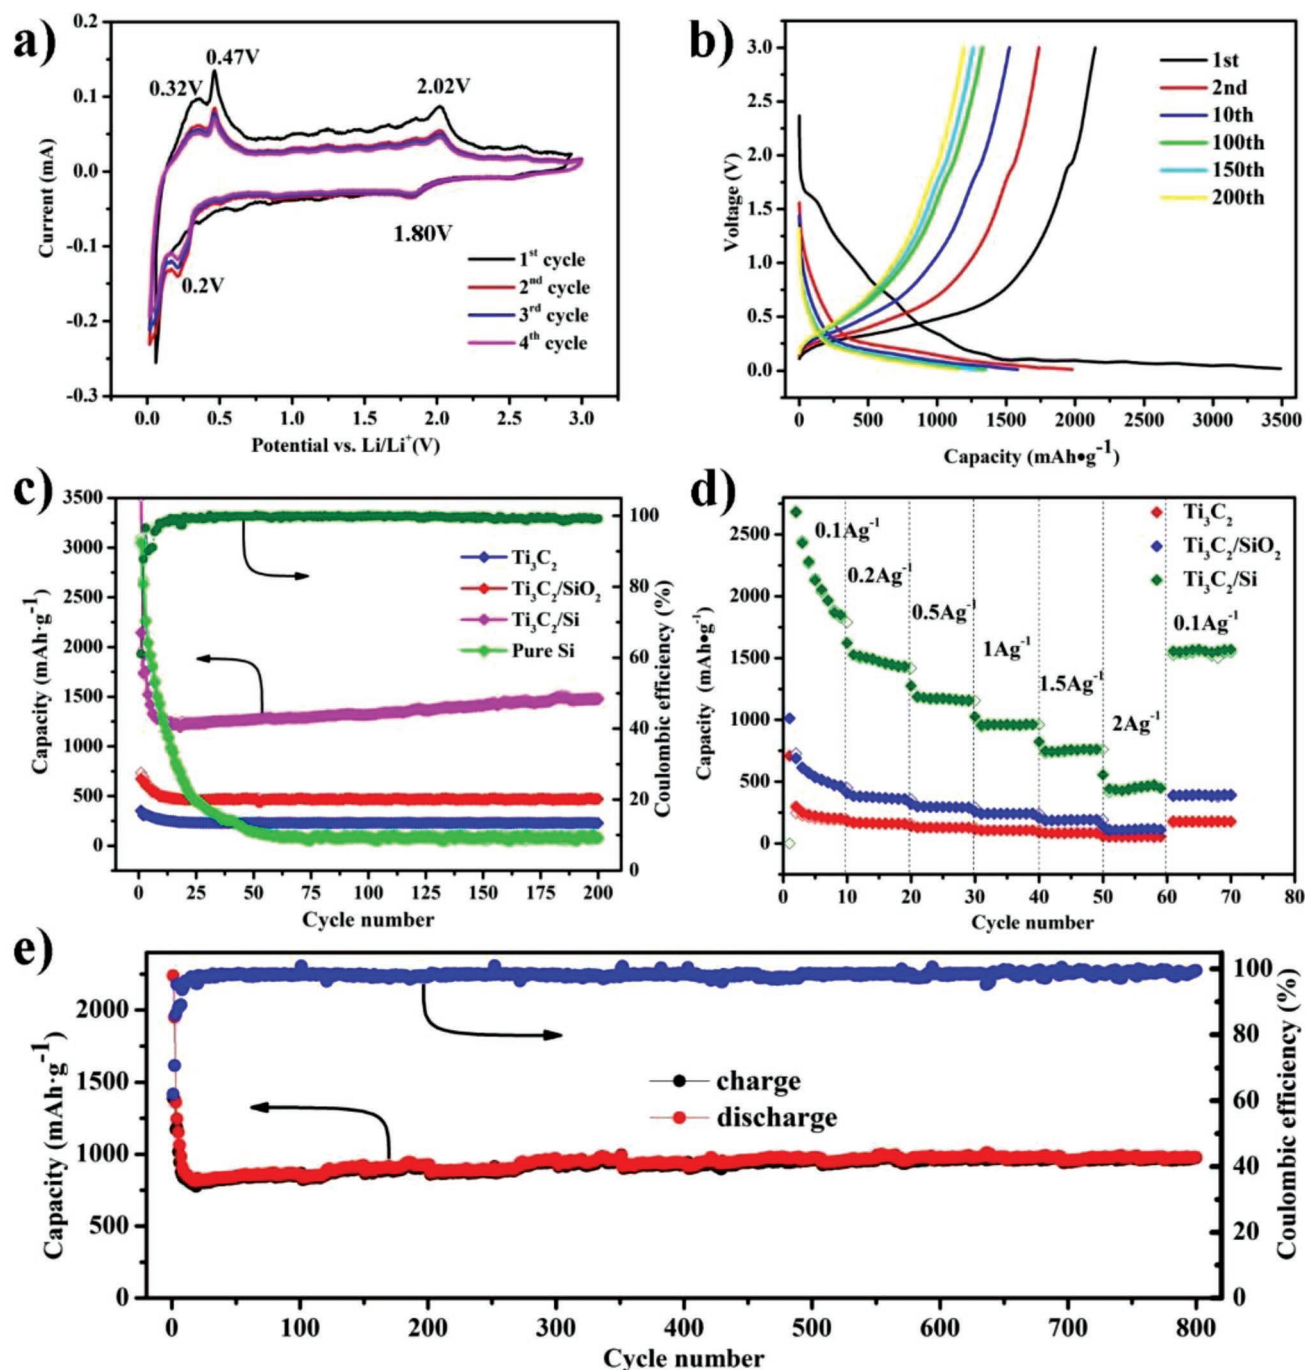 a)
0.2
0.1
0.0
-0.1
-0.2
-0.3
Current (mA)
0.32V
0.47V
2.02V
1.80V
0.2V
1st cycle
2nd cycle
3rd cycle
4th cycle
0.0 0.5 1.0 1.5 2.0 2.5 3.0
Potential vs. Li/Li+(V)
b)
3.0
2.5
2.0
1.5
1.0
0.5
0.0
Voltage (V)
1st
2nd
10th
100th
150th
200th
0 500 1000 1500 2000 2500 3000 3500
Capacity (mAh•g-1)
c)
3500
3250
1750
1500
1250
1000
750
500
250
0
Capacity (mAh·g-1)
Ti3C2
Ti3C2/SiO2
Ti3C2/Si
Pure Si
100
80
60
40
20
0
Coulombic efficiency (%)
0 25 50 75 100 125 150 175 200
Cycle number
d)
2500
2000
1500
1000
500
0
Capacity (mAh•g-1)
0.1Ag-1
0.2Ag-1
0.5Ag-1
1Ag-1
1.5Ag-1
2Ag-1
0.1Ag-1
Ti3C2
Ti3C2/SiO2
Ti3C2/Si
0 10 20 30 40 50 60 70 80
Cycle number
e)
2000
1500
1000
750
500
250
0
Capacity (mAh·g-1)
charge
discharge
100
80
60
40
20
0
Coulombic efficiency (%)
0 100 200 300 400 500 600 700 800
Cycle number